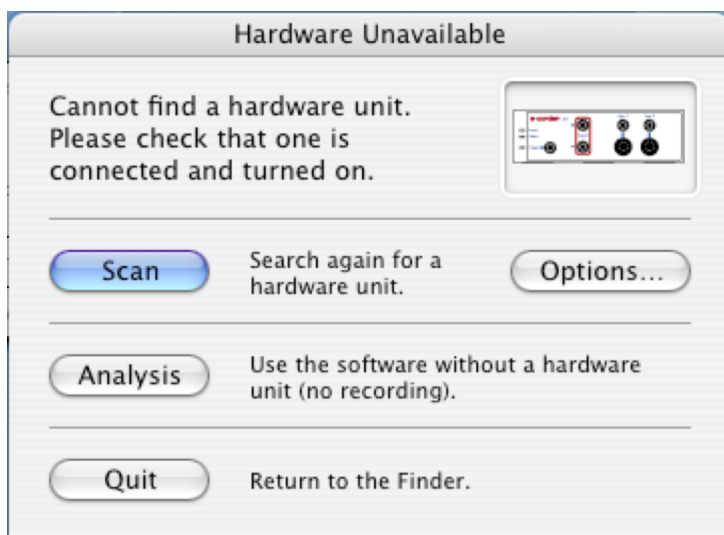 Hardware Unavailable
Cannot find a hardware unit.
Please check that one is
connected and turned on.
e-corder
Scan
Search again for a
hardware unit.
Options...
Analysis
Use the software without a hardware
unit (no recording).
Quit
Return to the Finder.